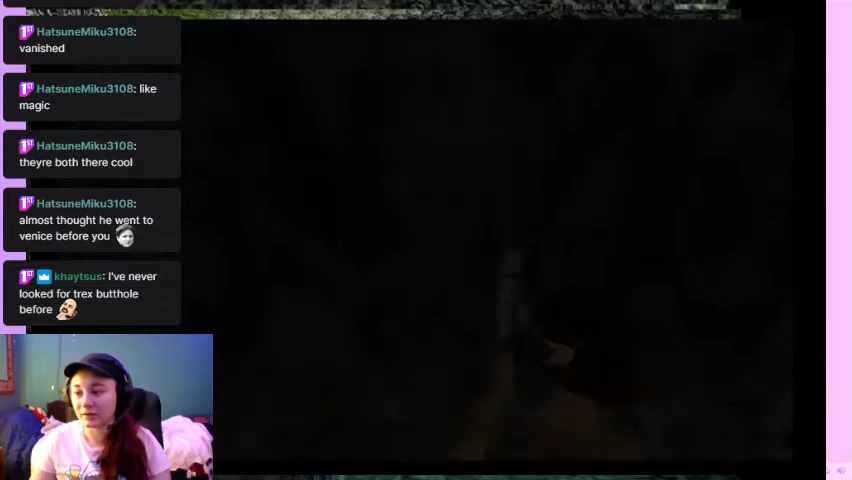 HatsuneMiku3108:
vanished
HatsuneMiku3108: like
magic
HatsuneMiku3108:
theyre both there cool
HatsuneMiku3108:
almost thought he went to
venice before you
khaytsus: I've never
looked for trex butthole
before